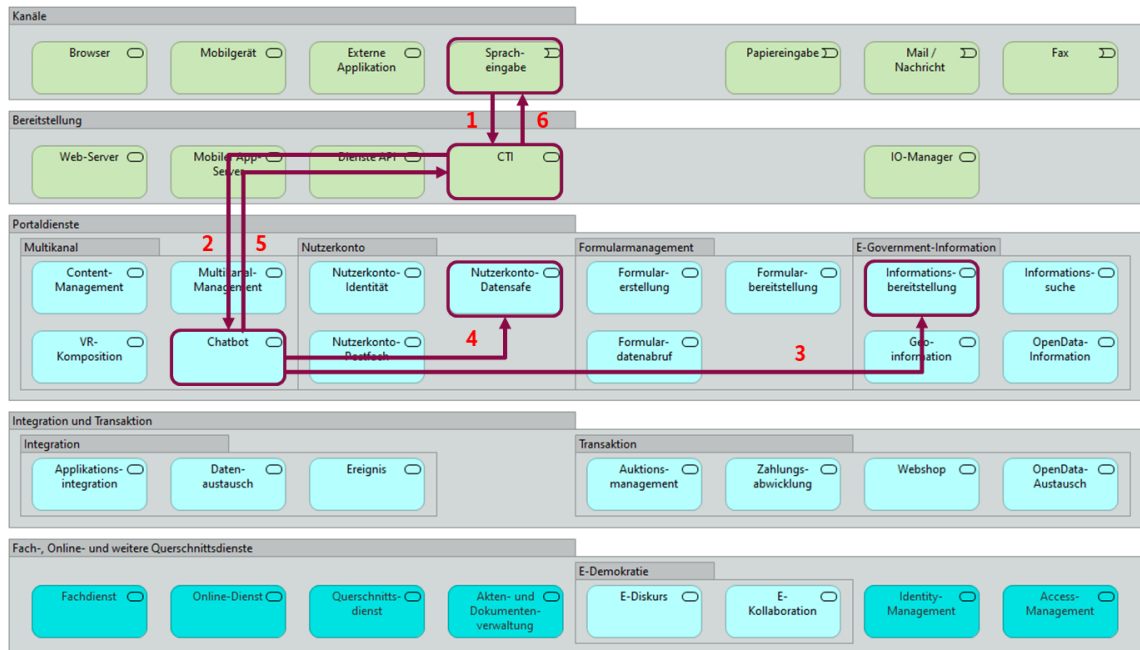 Kanäle
Browser
Mobilgerät
Externe
Applikation
Sprach-
eingabe
Papiereingabe
Mail /
Nachricht
Fax
1
6
Bereitstellung
Web-Server
Mobiler App-
Server
Dienste API
CTI
IO-Manager
Portaldienste
2
5
Multikanal
Content-
Management
Multikanal-
Management
VR-
Komposition
Chatbot
Nutzerkonto
Nutzerkonto-
Identität
Nutzerkonto-
Datensafe
Nutzerkonto-
Postfach
4
Formularmanagement
Formular-
erstellung
Formular-
bereitstellung
Formular-
datenabruf
3
E-Government-Information
Informations-
bereitstellung
Informations-
suche
Geo-
information
OpenData-
Information
Integration und Transaktion
Integration
Applikations-
integration
Daten-
austausch
Ereignis
Transaktion
Auktions-
management
Zahlungs-
abwicklung
Webshop
OpenData-
Austausch
Fach-, Online- und weitere Querschnittsdienste
Fachdienst
Online-Dienst
Querschnitts-
dienst
Akten- und
Dokumenten-
verwaltung
E-Demokratie
E-Diskurs
E-
Kollaboration
Identity-
Management
Access-
Management